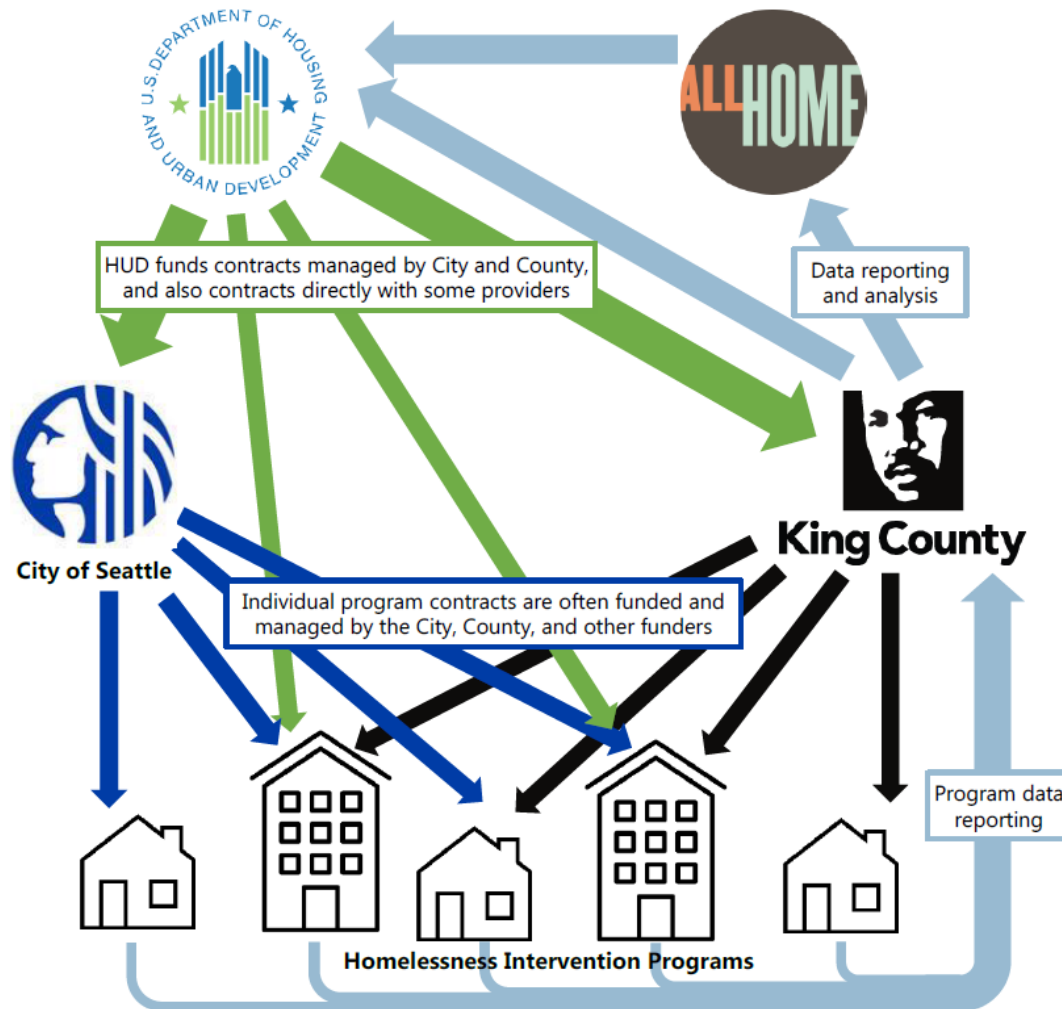 U.S. DEPARTMENT OF HOUSING
AND URBAN DEVELOPMENT
ALL HOME
HUD funds contracts managed by City and County,
and also contracts directly with some providers
Data reporting
and analysis
City of Seattle
King County
Individual program contracts are often funded and
managed by the City, County, and other funders
Program data
reporting
Homelessness Intervention Programs